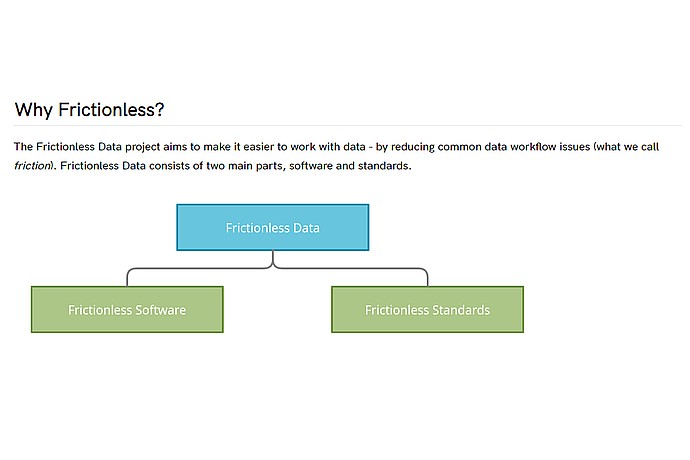 Why Frictionless?
The Frictionless Data project aims to make it easier to work with data - by reducing common data workflow issues (what we call
friction). Frictionless Data consists of two main parts, software and standards.
Frictionless Data
Frictionless Software
Frictionless Standards